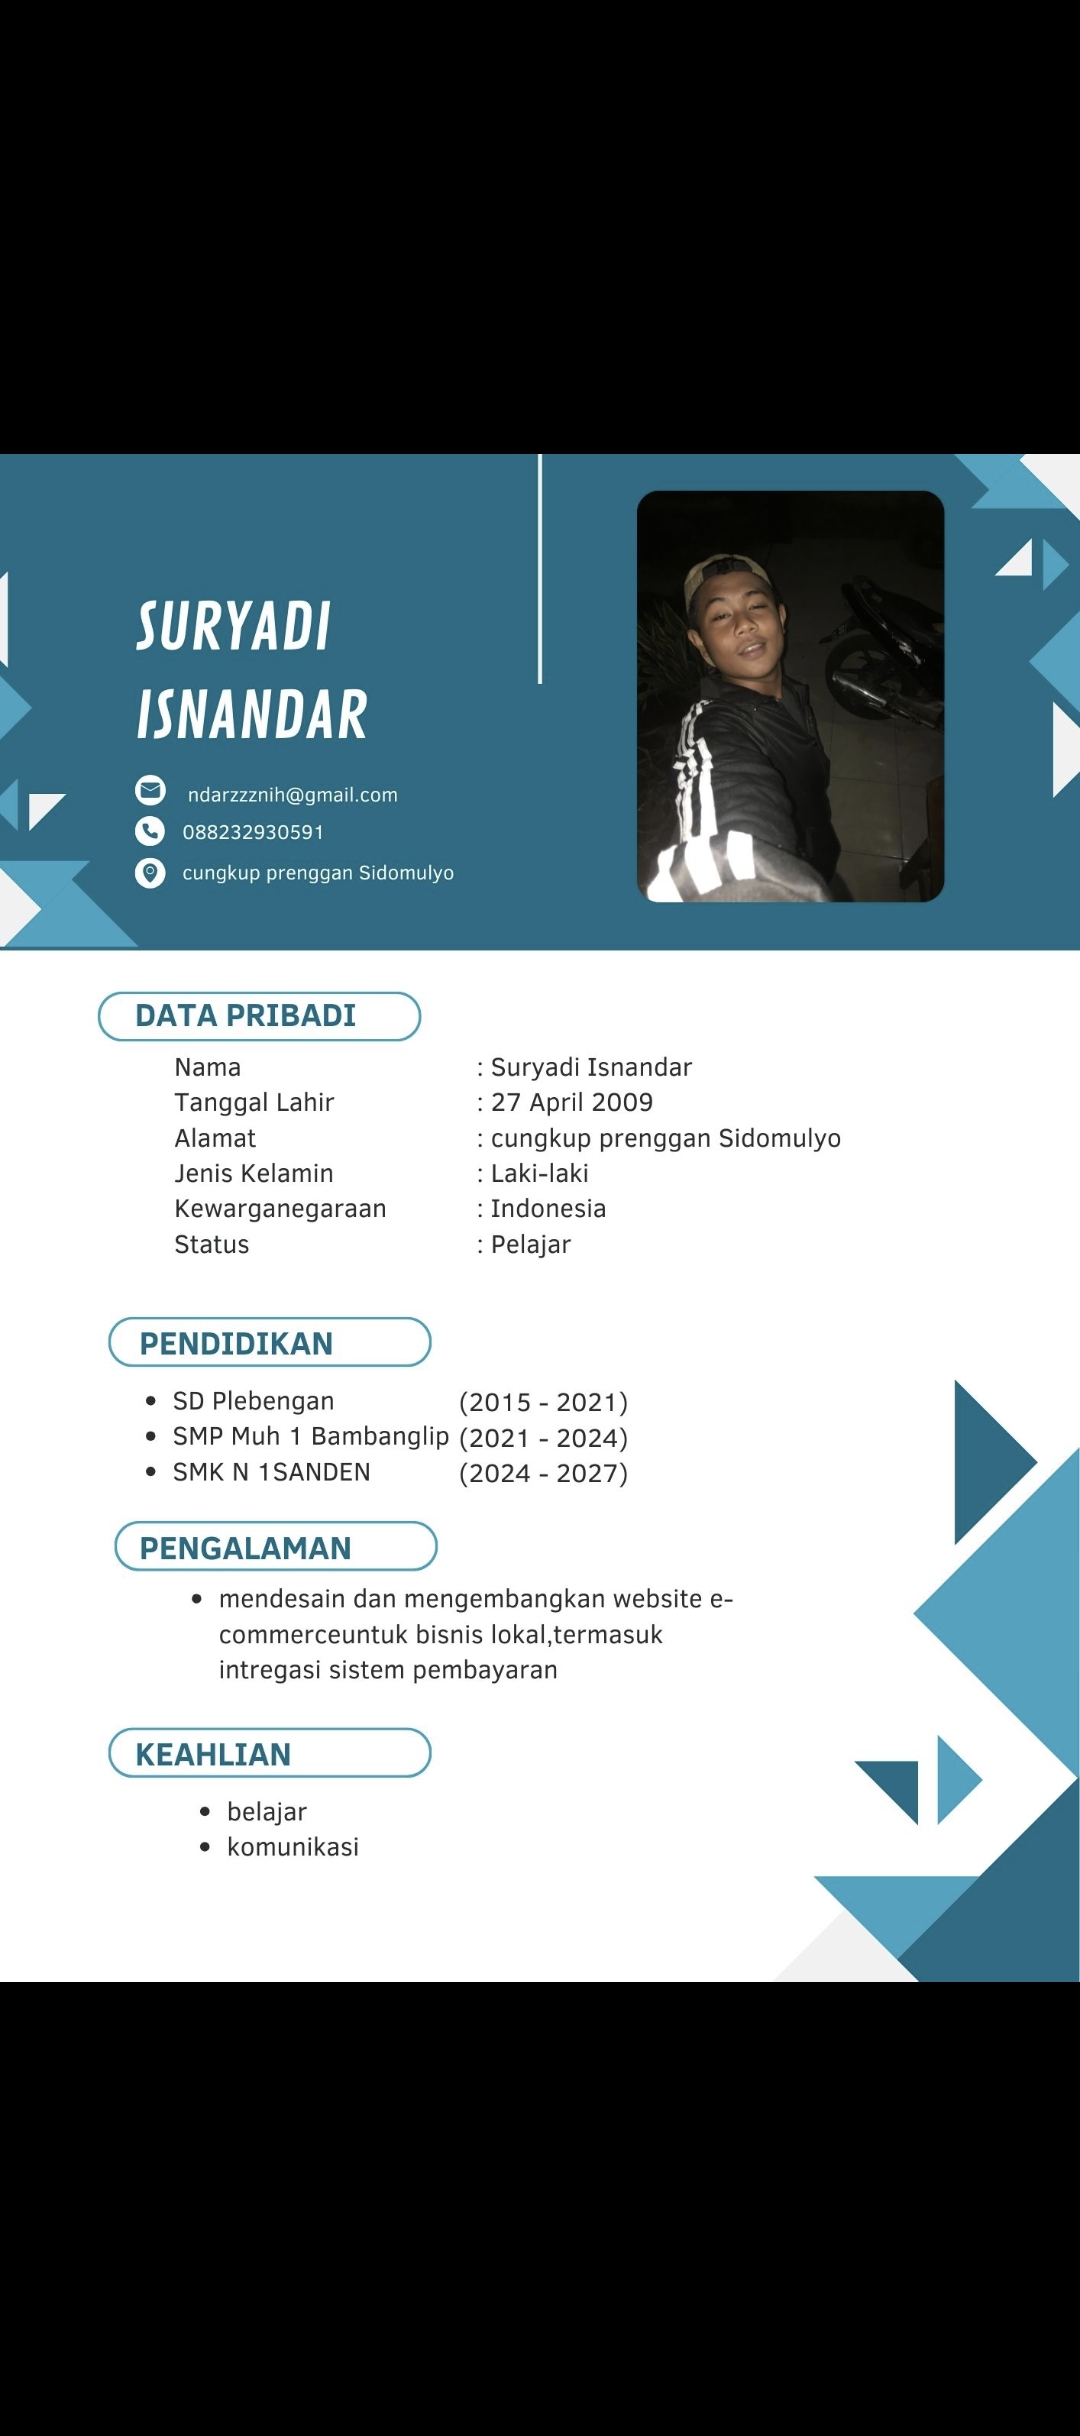 SURYADI
ISNANDAR
ndarzzznih@gmail.com
088232930591
cungkup prenggan Sidomulyo
DATA PRIBADI
Nama : Suryadi Isnandar
Tanggal Lahir : 27 April 2009
Alamat : cungkup prenggan Sidomulyo
Jenis Kelamin : Laki-laki
Kewarganegaraan : Indonesia
Status : Pelajar
PENDIDIKAN
• SD Plebengan (2015 - 2021)
• SMP Muh 1 Bambanglip (2021 - 2024)
• SMK N 1SANDEN (2024 - 2027)
PENGALAMAN
• mendesain dan mengembangkan website e-
commerceuntuk bisnis lokal,termasuk
intregasi sistem pembayaran
KEAHLIAN
• belajar
• komunikasi